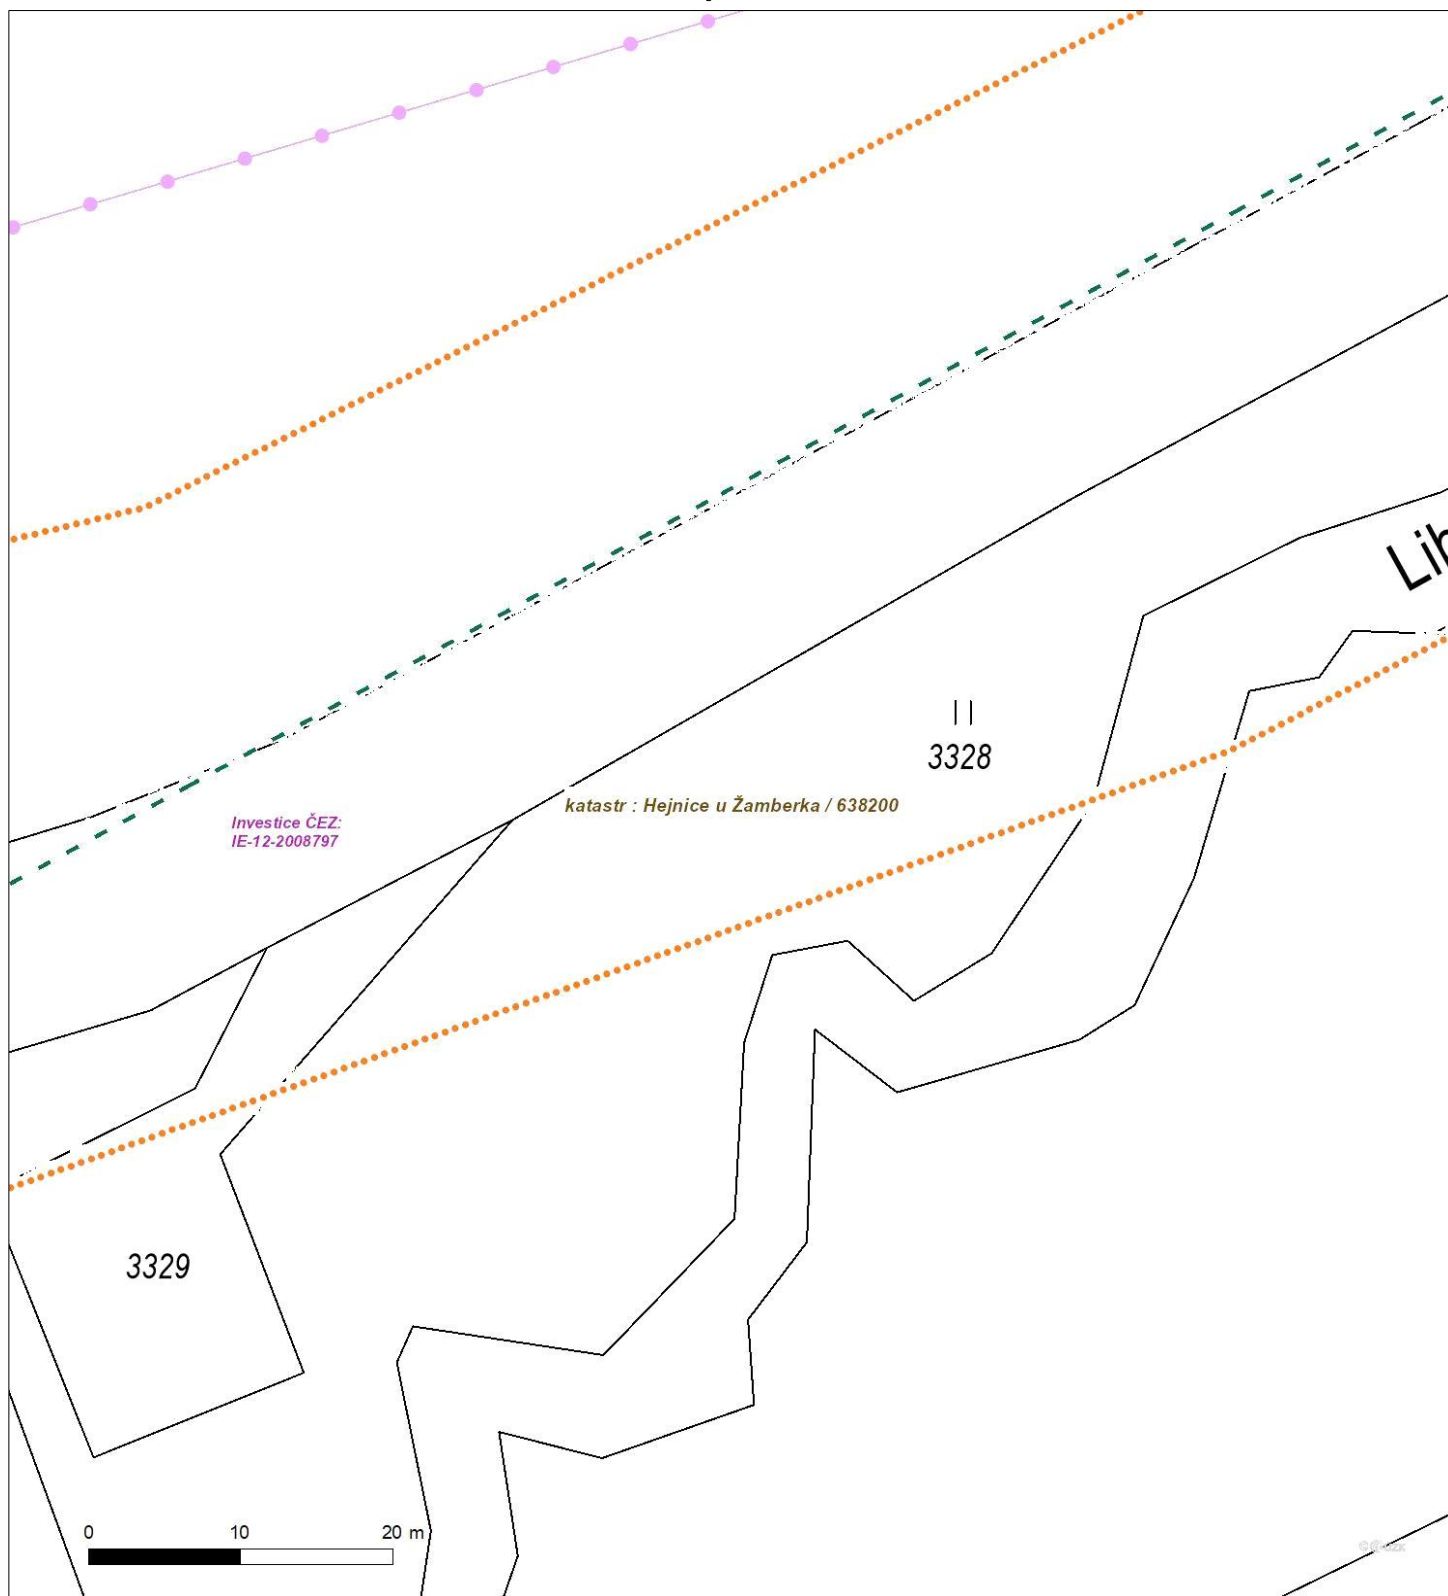 Lib
3328
katastr : Hejnice u Žamberka / 638200
Investice ČEZ:
IE-12-2008797
3329
0 10 20 m